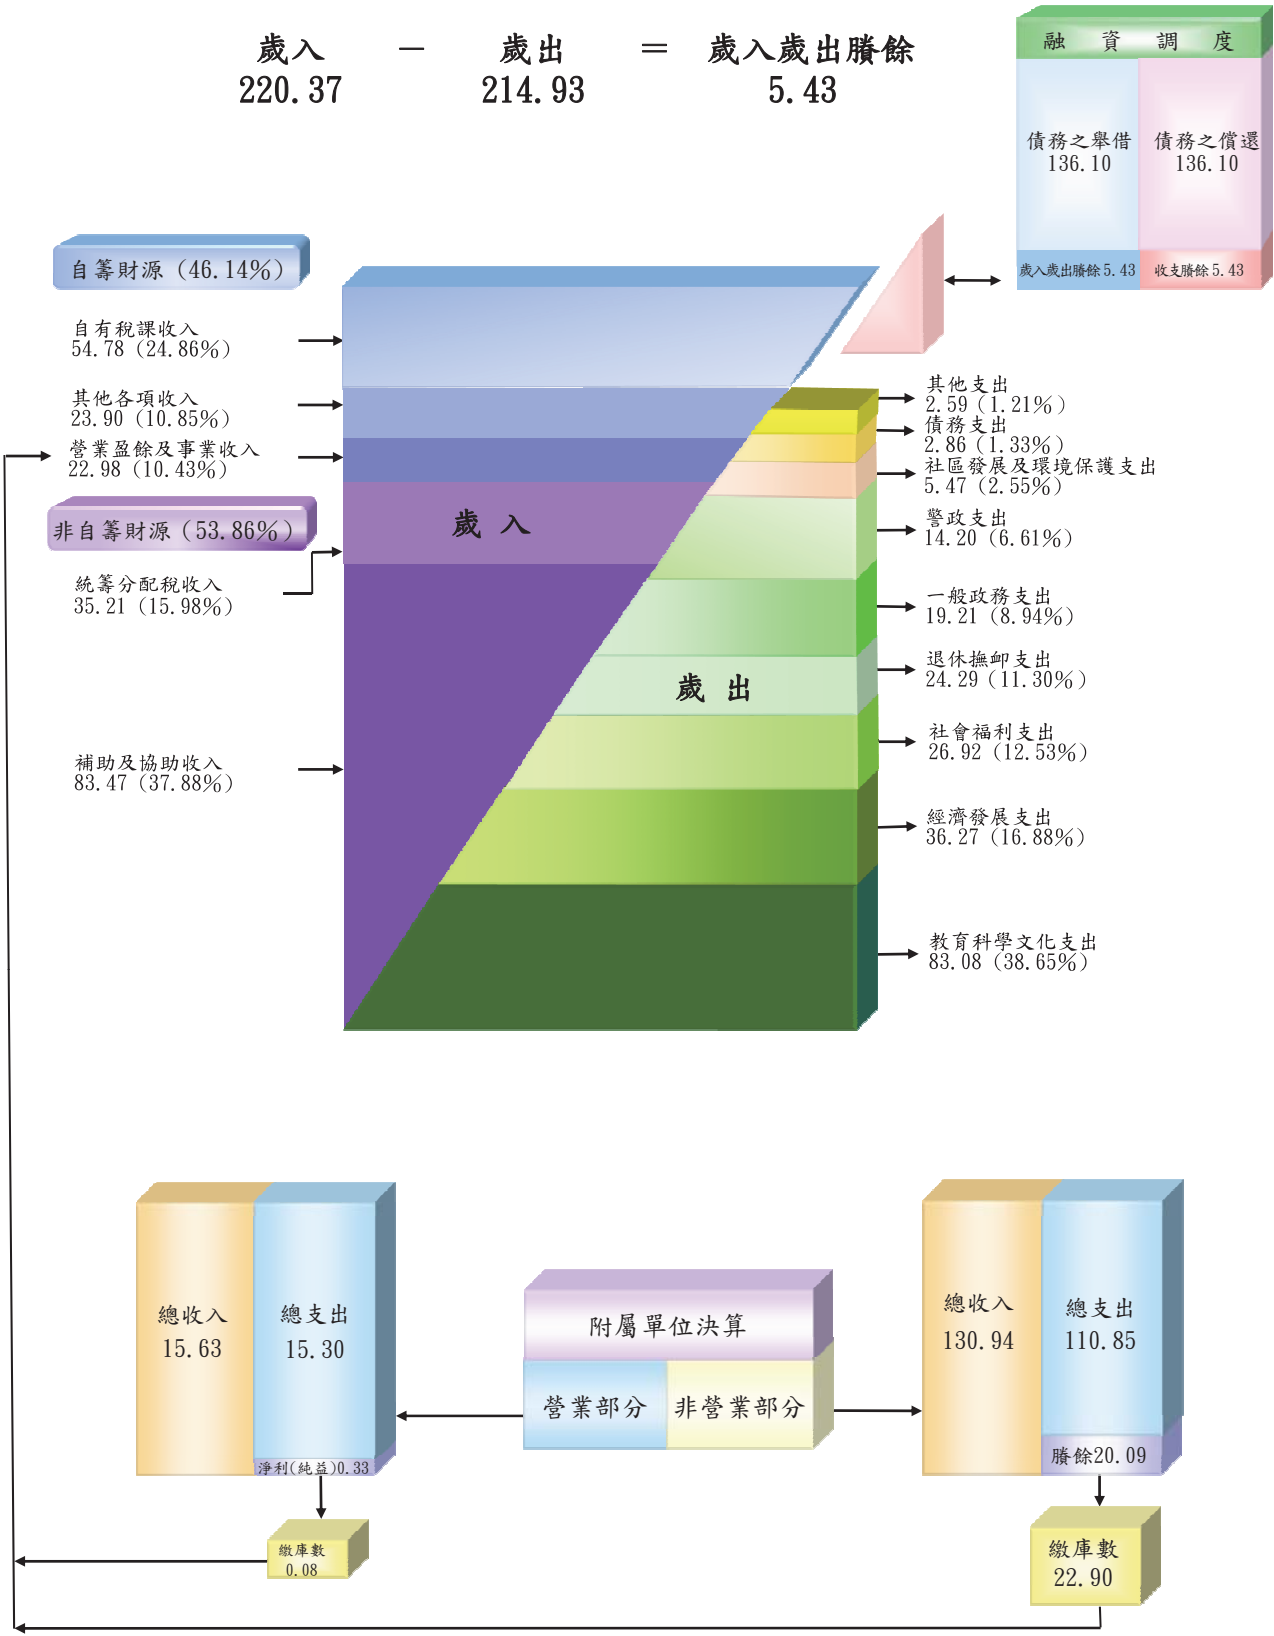 歲入 － 歲出 ＝ 歲入歲出賸餘
220.37 214.93 5.43
融資調度
債務之舉借 債務之償還
136.10 136.10
歲入歲出賸餘 5.43 收支賸餘 5.43
自籌財源 (46.14%)
自有稅課收入
54.78 (24.86%)
其他各項收入
23.90 (10.85%)
營業盈餘及事業收入
22.98 (10.43%)
非自籌財源 (53.86%)
統籌分配稅收入
35.21 (15.98%)
補助及協助收入
83.47 (37.88%)
歲入
歲出
其他支出
2.59 (1.21%)
債務支出
2.86 (1.33%)
社區發展及環境保護支出
5.47 (2.55%)
警政支出
14.20 (6.61%)
一般政務支出
19.21 (8.94%)
退休撫卹支出
24.29 (11.30%)
社會福利支出
26.92 (12.53%)
經濟發展支出
36.27 (16.88%)
教育科學文化支出
83.08 (38.65%)
總收入
15.63
總支出
15.30
淨利(純益)0.33
繳庫數
0.08
附屬單位決算
營業部分 非營業部分
總收入
130.94
總支出
110.85
賸餘20.09
繳庫數
22.90